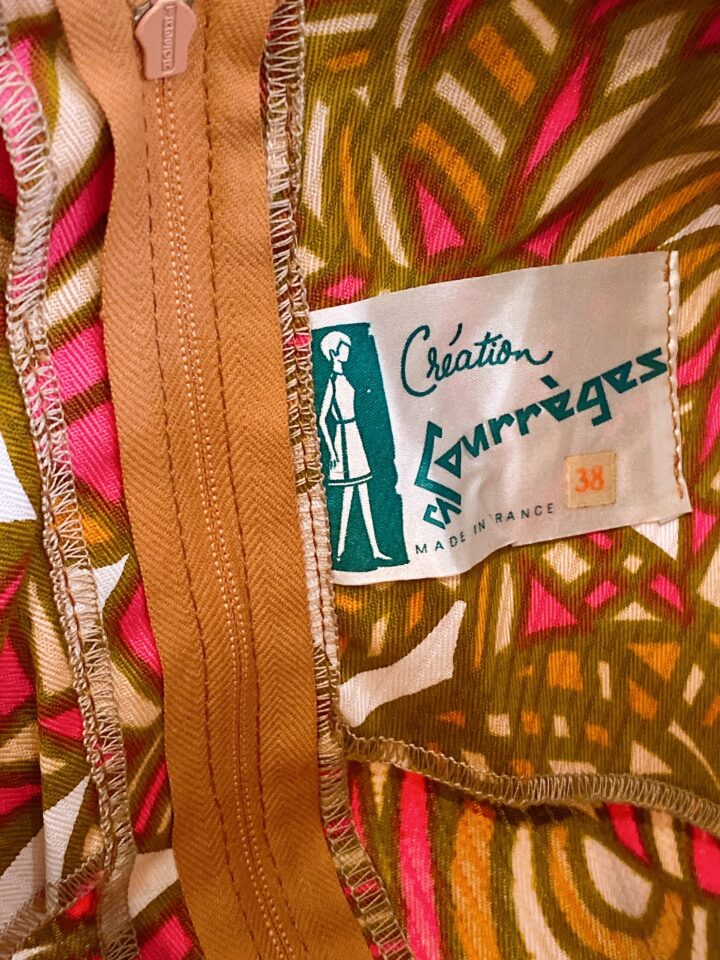 Création
Courrèges
38
MADE IN FRANCE